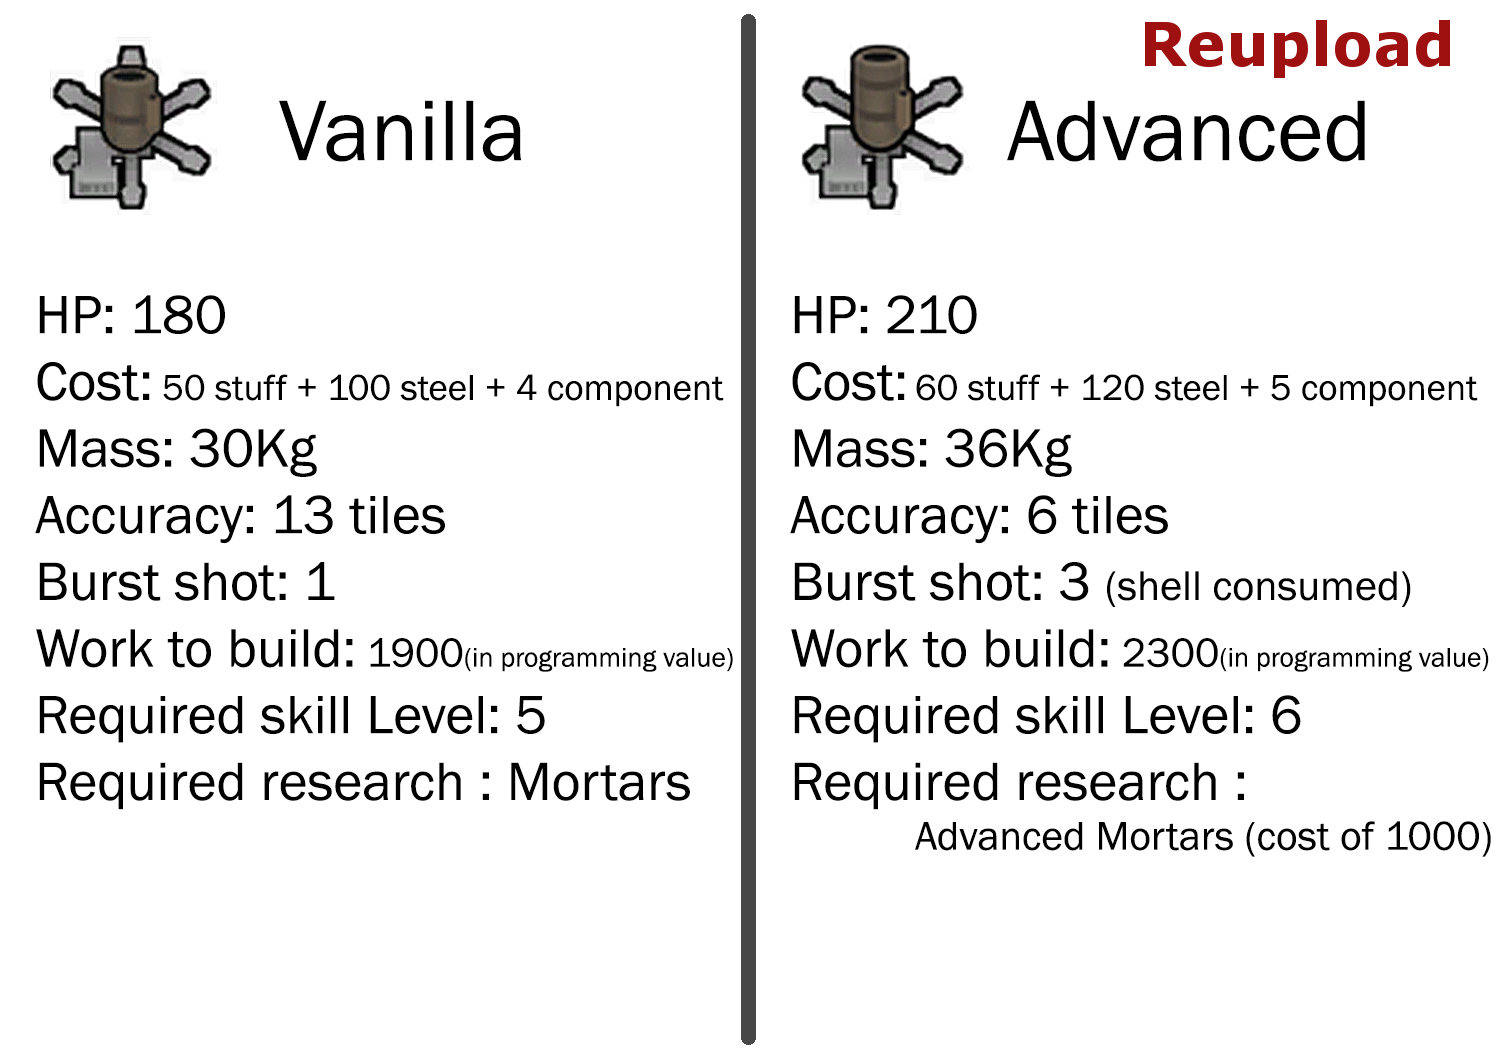 Vanilla
HP: 180
Cost: 50 stuff + 100 steel + 4 component
Mass: 30Kg
Accuracy: 13 tiles
Burst shot: 1
Work to build: 1900(in programming value)
Required skill Level: 5
Required research : Mortars
Reupload
Advanced
HP: 210
Cost: 60 stuff + 120 steel + 5 component
Mass: 36Kg
Accuracy: 6 tiles
Burst shot: 3 (shell consumed)
Work to build: 2300(in programming value)
Required skill Level: 6
Required research :
Advanced Mortars (cost of 1000)